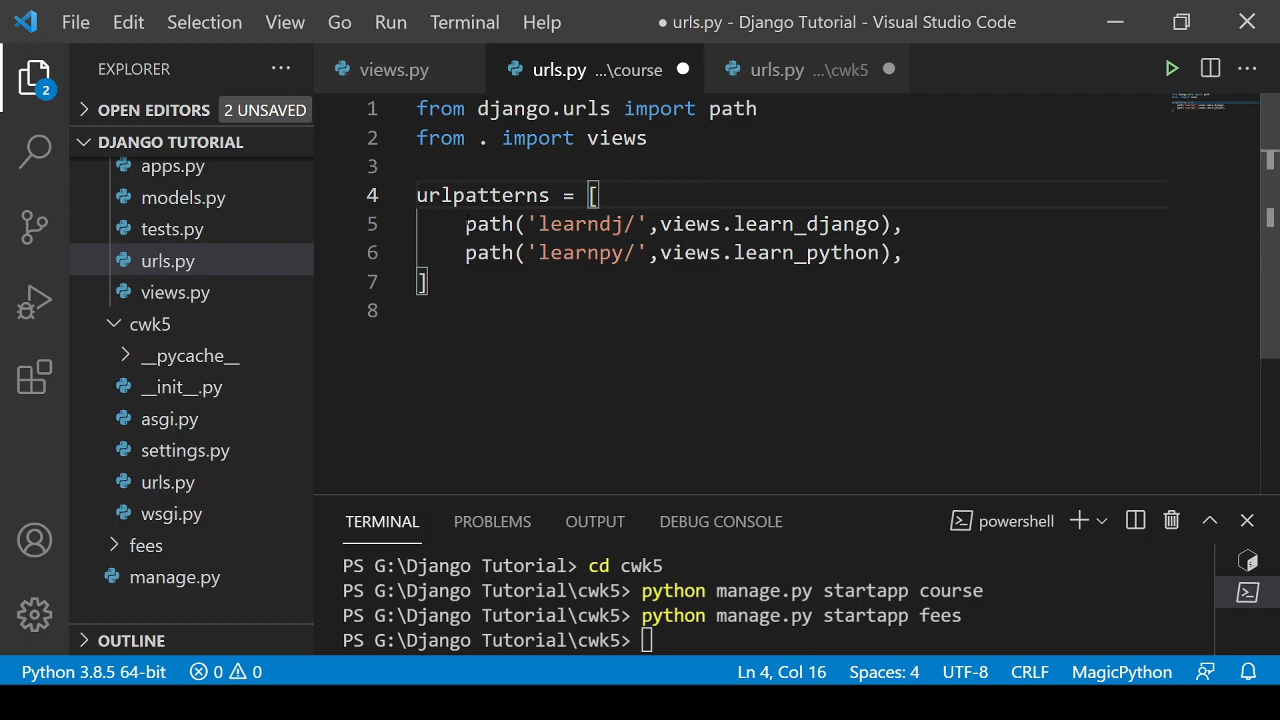 File Edit Selection View Go Run Terminal Help urls.py - Django Tutorial - Visual Studio Code
EXPLORER ...
views.py urls.py ...\course urls.py ...\cwk5 ...
OPEN EDITORS 2 UNSAVED
DJANGO TUTORIAL
apps.py
models.py
tests.py
urls.py
views.py
cwk5
__pycache__
__init__.py
asgi.py
settings.py
urls.py
wsgi.py
fees
manage.py
OUTLINE
2
1 from django.urls import path
2 from . import views
3
4 urlpatterns = [
5 path('learndj/',views.learn_django),
6 path('learnpy/',views.learn_python),
7 ]
8
TERMINAL PROBLEMS OUTPUT DEBUG CONSOLE powershell
PS G:\Django Tutorial> cd cwk5
PS G:\Django Tutorial\cwk5> python manage.py startapp course
PS G:\Django Tutorial\cwk5> python manage.py startapp fees
PS G:\Django Tutorial\cwk5>
Python 3.8.5 64-bit 0 0 Ln 4, Col 16 Spaces: 4 UTF-8 CRLF MagicPython